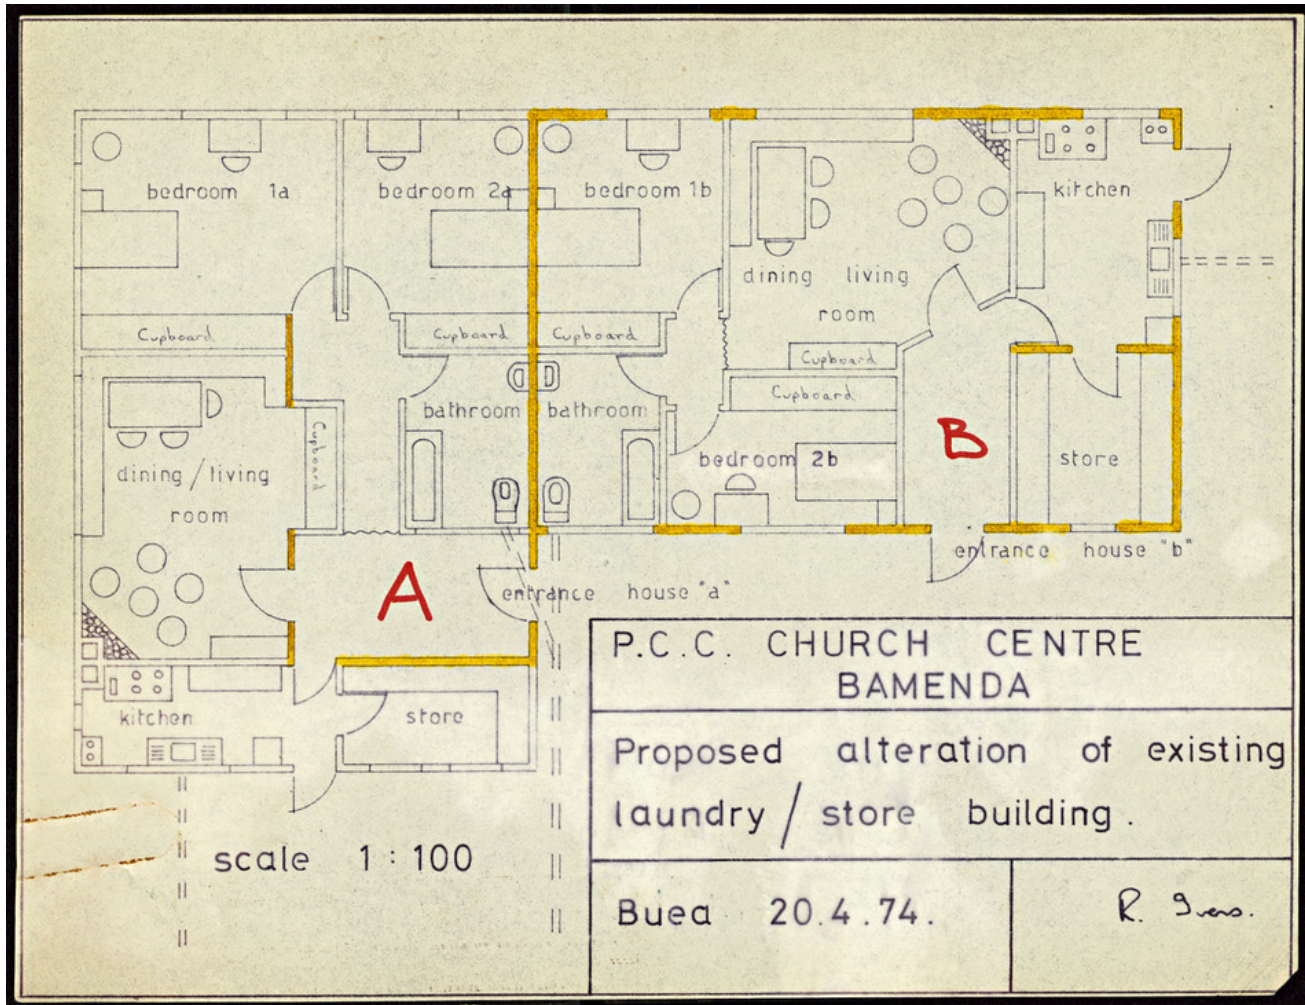 bedroom 1a
bedroom 2a
bedroom 1b
kitchen
dining living
room
Cupboard
Cupboard
Cupboard
Cupboard
Cupboard
Cupboard
bathroom
bathroom
bedroom 2b
B
store
dining / living
room
entrance house "b"
A
entrance house "a"
kitchen
store
P.C.C. CHURCH CENTRE
BAMENDA
Proposed alteration of existing
laundry / store building.
scale 1 : 100
Buea 20.4.74.
R.